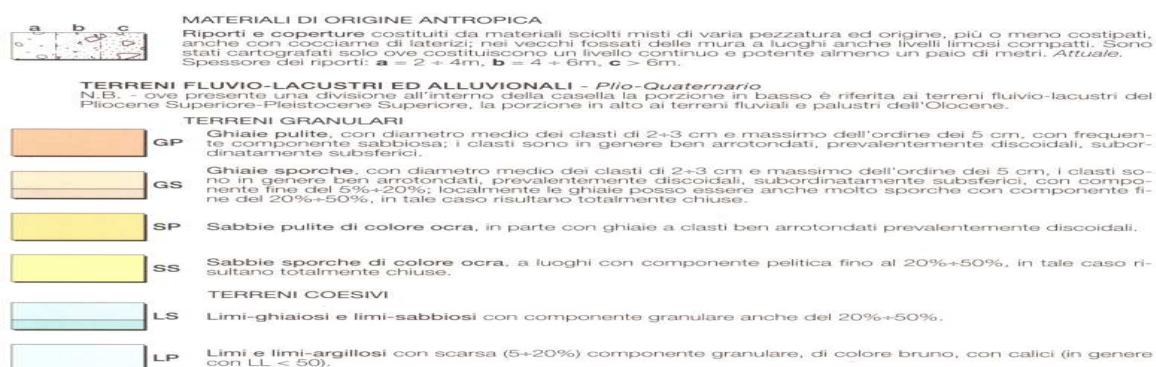 MATERIALI DI ORIGINE ANTROPICA
a b c
Riporti e coperture costituiti da materiali sciolti misti di varia pezzatura ed origine, più o meno costipati,
anche con cocciame di laterizi; nei vecchi fossati delle mura a luoghi anche livelli limosi compatti. Sono
stati cartografati solo ove costituiscono un livello continuo e potente almeno un paio di metri. Attuale.
Spessore dei riporti: a = 2 ÷ 4m, b = 4 ÷ 6m, c > 6m.
TERRENI FLUVIO-LACUSTRI ED ALLUVIONALI - Plio-Quaternario
N.B. - ove presente una divisione all'interno della casella la porzione in basso è riferita ai terreni fluivio-lacustri del
Pliocene Superiore-Pleistocene Superiore, la porzione in alto ai terreni fluviali e palustri dell'Olocene.
TERRENI GRANULARI
GP Ghiaie pulite, con diametro medio dei clasti di 2÷3 cm e massimo dell'ordine dei 5 cm, con frequen-
te componente sabbiosa; i clasti sono in genere ben arrotondati, prevalentemente discoidali, subor-
dinatamente subsferici.
GS Ghiaie sporche, con diametro medio dei clasti di 2÷3 cm e massimo dell'ordine dei 5 cm, i clasti so-
no in genere ben arrotondati, prevalentemente discoidali, subordinatamente subsferici, con compo-
nente fine del 5%÷20%; localmente le ghiaie posso essere anche molto sporche con componente fi-
ne del 20%÷50%, in tale caso risultano totalmente chiuse.
SP Sabbie pulite di colore ocra, in parte con ghiaie a clasti ben arrotondati prevalentemente discoidali.
SS Sabbie sporche di colore ocra, a luoghi con componente pelitica fino al 20%÷50%, in tale caso ri-
sultano totalmente chiuse.
TERRENI COESIVI
LS Limi-ghiaiosi e limi-sabbiosi con componente granulare anche del 20%÷50%.
LP Limi e limi-argillosi con scarsa (5÷20%) componente granulare, di colore bruno, con calici (in genere
con LL < 50).